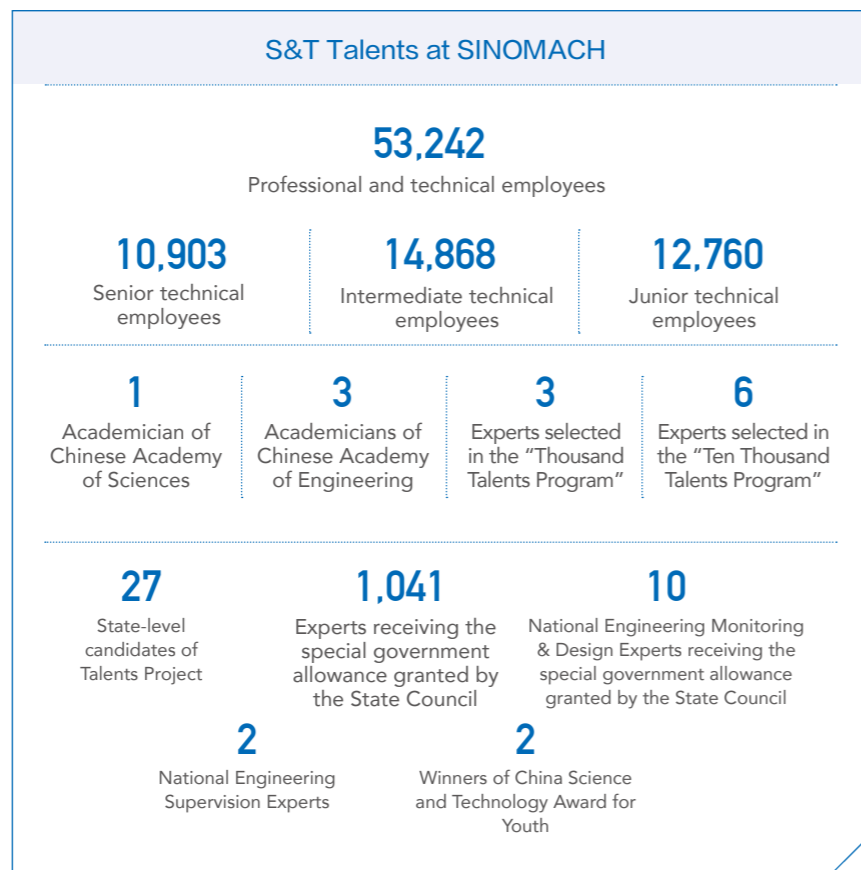 S&T Talents at SINOMACH
53,242
Professional and technical employees
10,903
Senior technical
employees
14,868
Intermediate technical
employees
12,760
Junior technical
employees
1
Academician of
Chinese Academy
of Sciences
3
Academicians of
Chinese Academy
of Engineering
3
Experts selected
in the “Thousand
Talents Program”
6
Experts selected in
the “Ten Thousand
Talents Program”
27
State-level
candidates of
Talents Project
1,041
Experts receiving the
special government
allowance granted by
the State Council
10
National Engineering Monitoring
& Design Experts receiving the
special government allowance
granted by the State Council
2
National Engineering
Supervision Experts
2
Winners of China Science
and Technology Award for
Youth